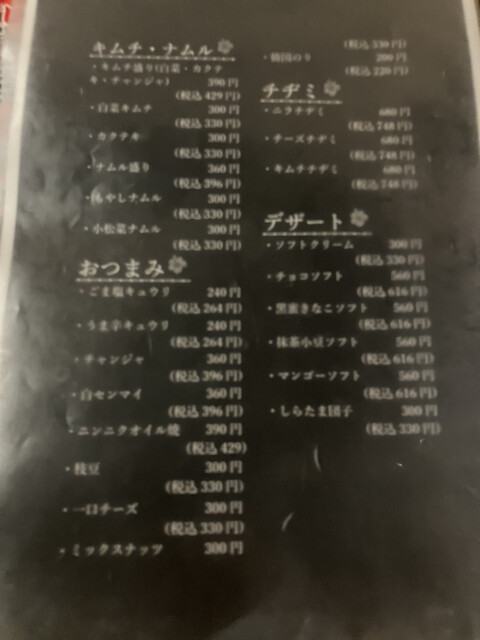 キムチ・ナムル
・キムチ盛り(白菜・カクテ
キ・チャンジャ) 390円
(税込429円)
・白菜キムチ 300円
(税込330円)
・カクテキ 300円
(税込330円)
・ナムル盛り 360円
(税込396円)
・もやしナムル 300円
(税込330円)
・小松菜ナムル 300円
(税込330円)
おつまみ
・ごま塩キュウリ 240円
(税込264円)
・うま辛キュウリ 240円
(税込264円)
・チャンジャ 360円
(税込396円)
・白センマイ 360円
(税込396円)
・ニンニクオイル焼 390円
(税込429)
・枝豆 300円
(税込330円)
・一口チーズ 300円
(税込330円)
・ミックスナッツ 300円
(税込330円)
・韓国のり 200円
(税込220円)
チヂミ
・ニラチヂミ 680円
(税込748円)
・チーズチヂミ 680円
(税込748円)
・キムチチヂミ 680円
(税込748円)
デザート
・ソフトクリーム 300円
(税込330円)
・チョコソフト 560円
(税込616円)
・黒蜜きなこソフト 560円
(税込616円)
・抹茶小豆ソフト 560円
(税込616円)
・マンゴーソフト 560円
(税込616円)
・しらたま団子 300円
(税込330円)